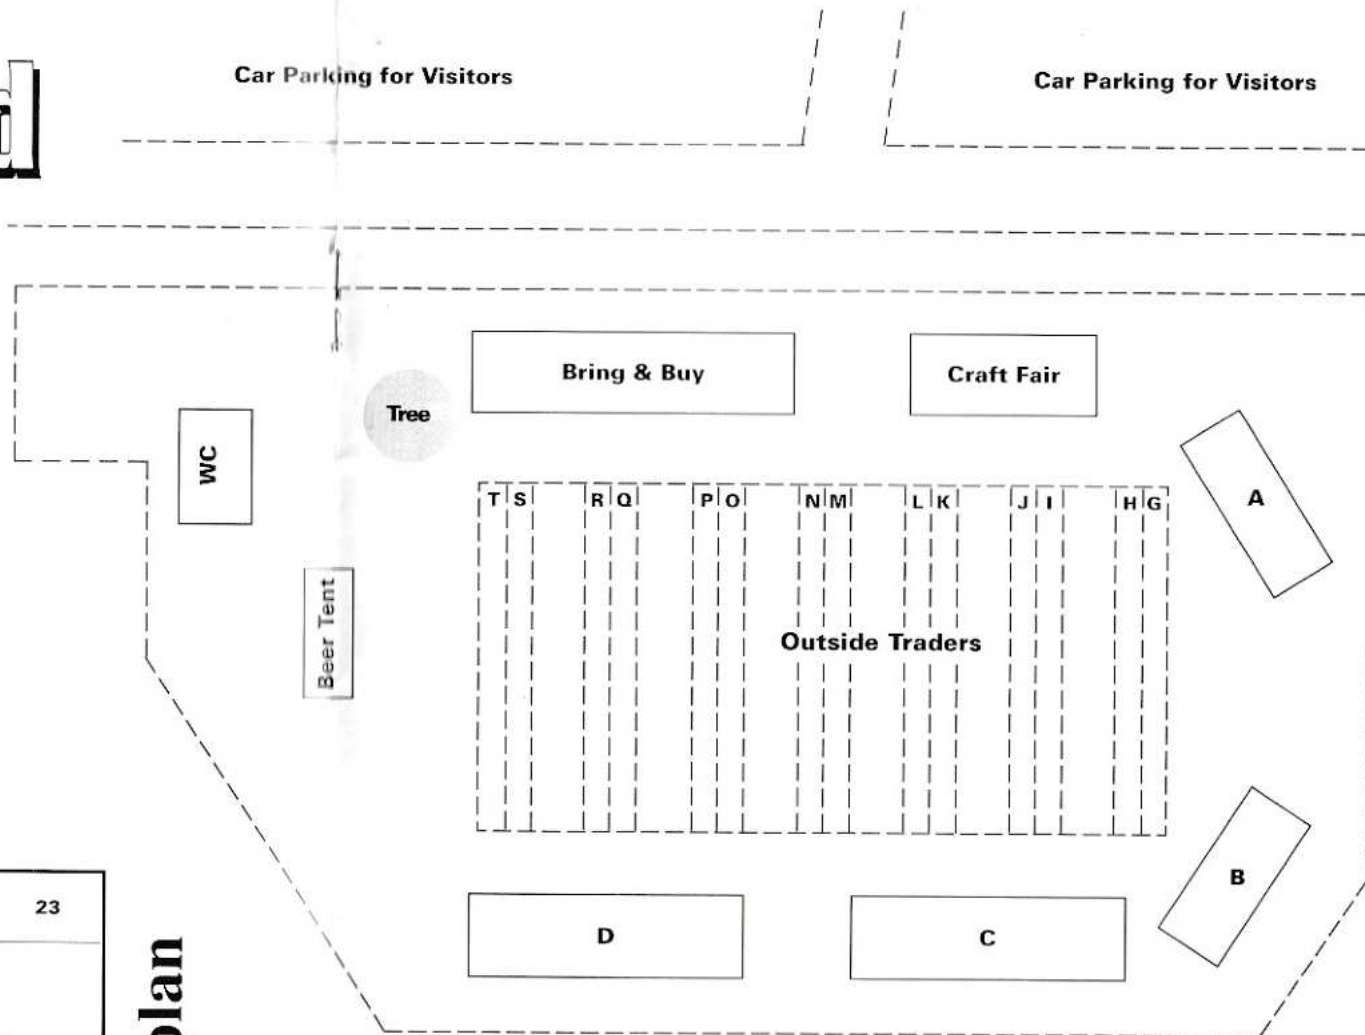 Car Parking for Visitors
Car Parking for Visitors
d
Bring & Buy
Craft Fair
Tree
WC
A
T S R Q P O N M L K J I H G
Beer Tent
Outside Traders
B
23
D
C
plan